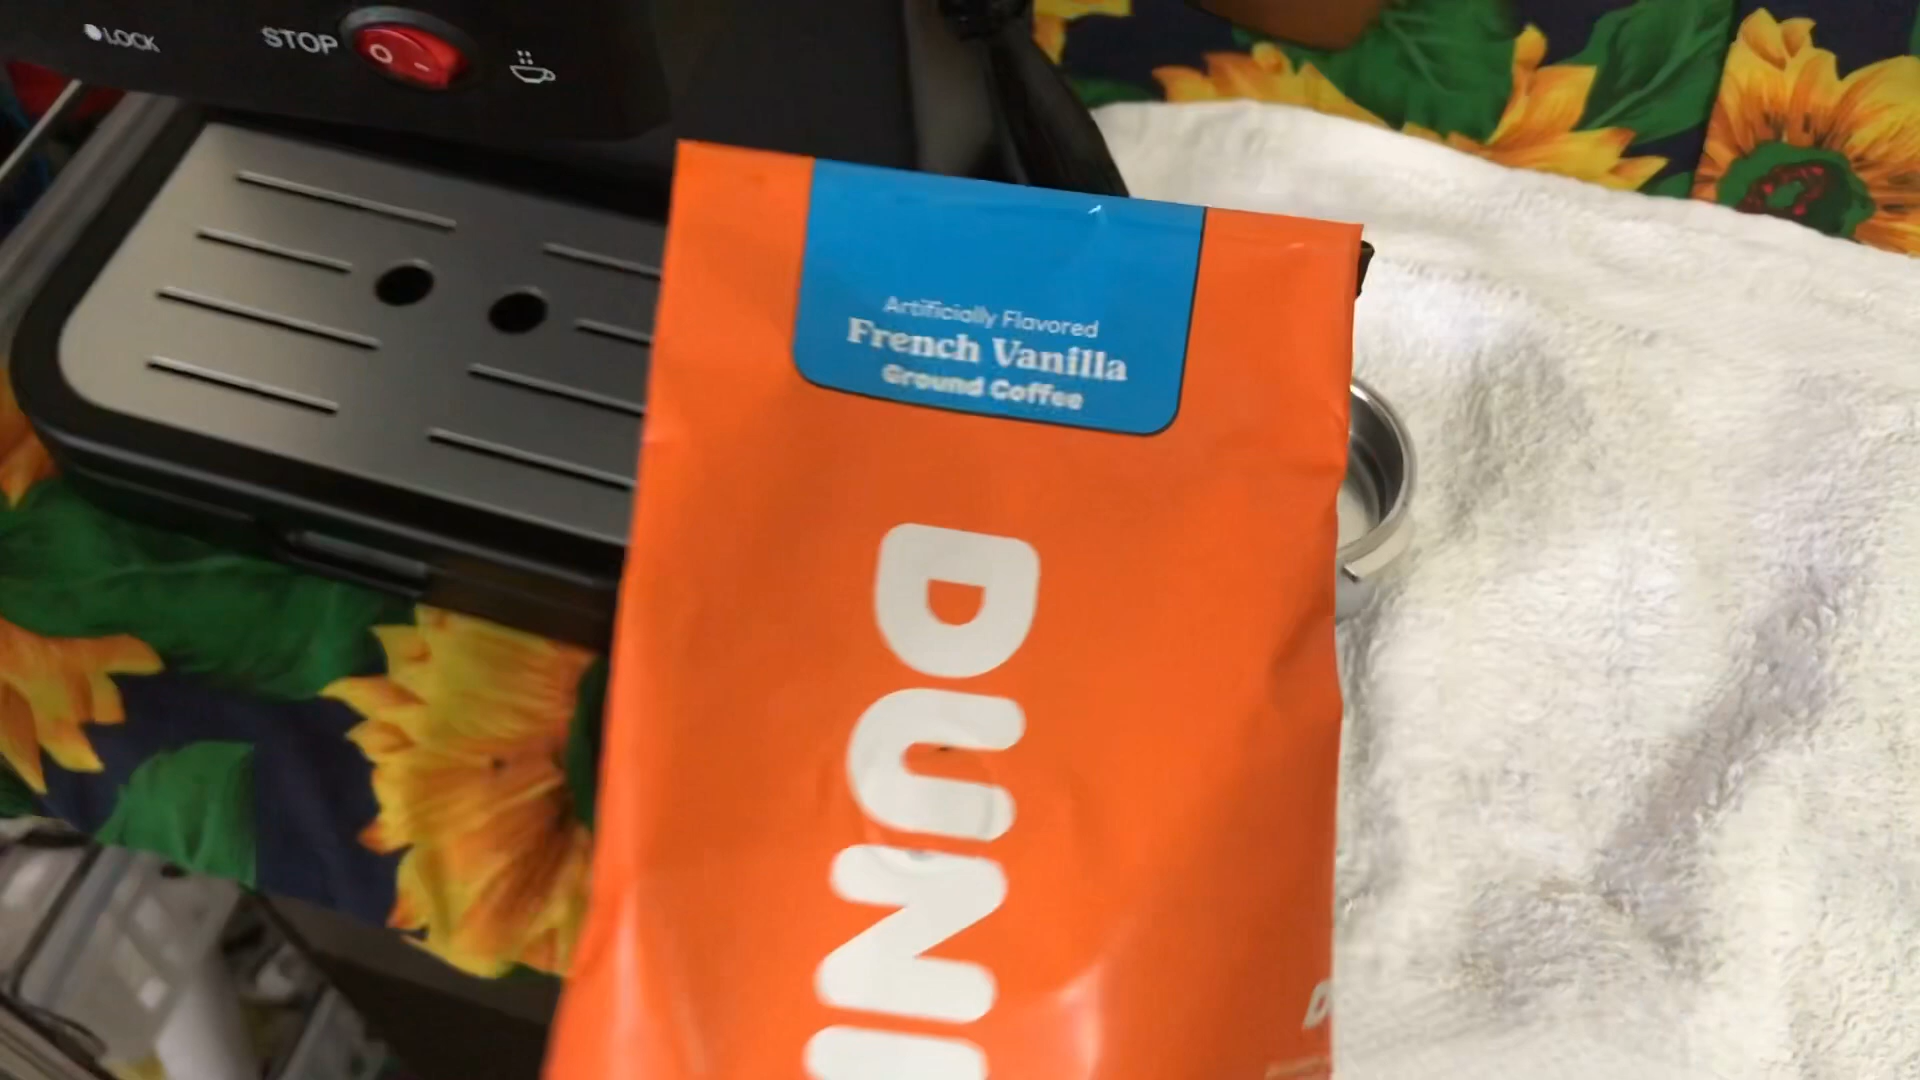 LOCK
STOP
Artificially Flavored
French Vanilla
Ground Coffee
DUN